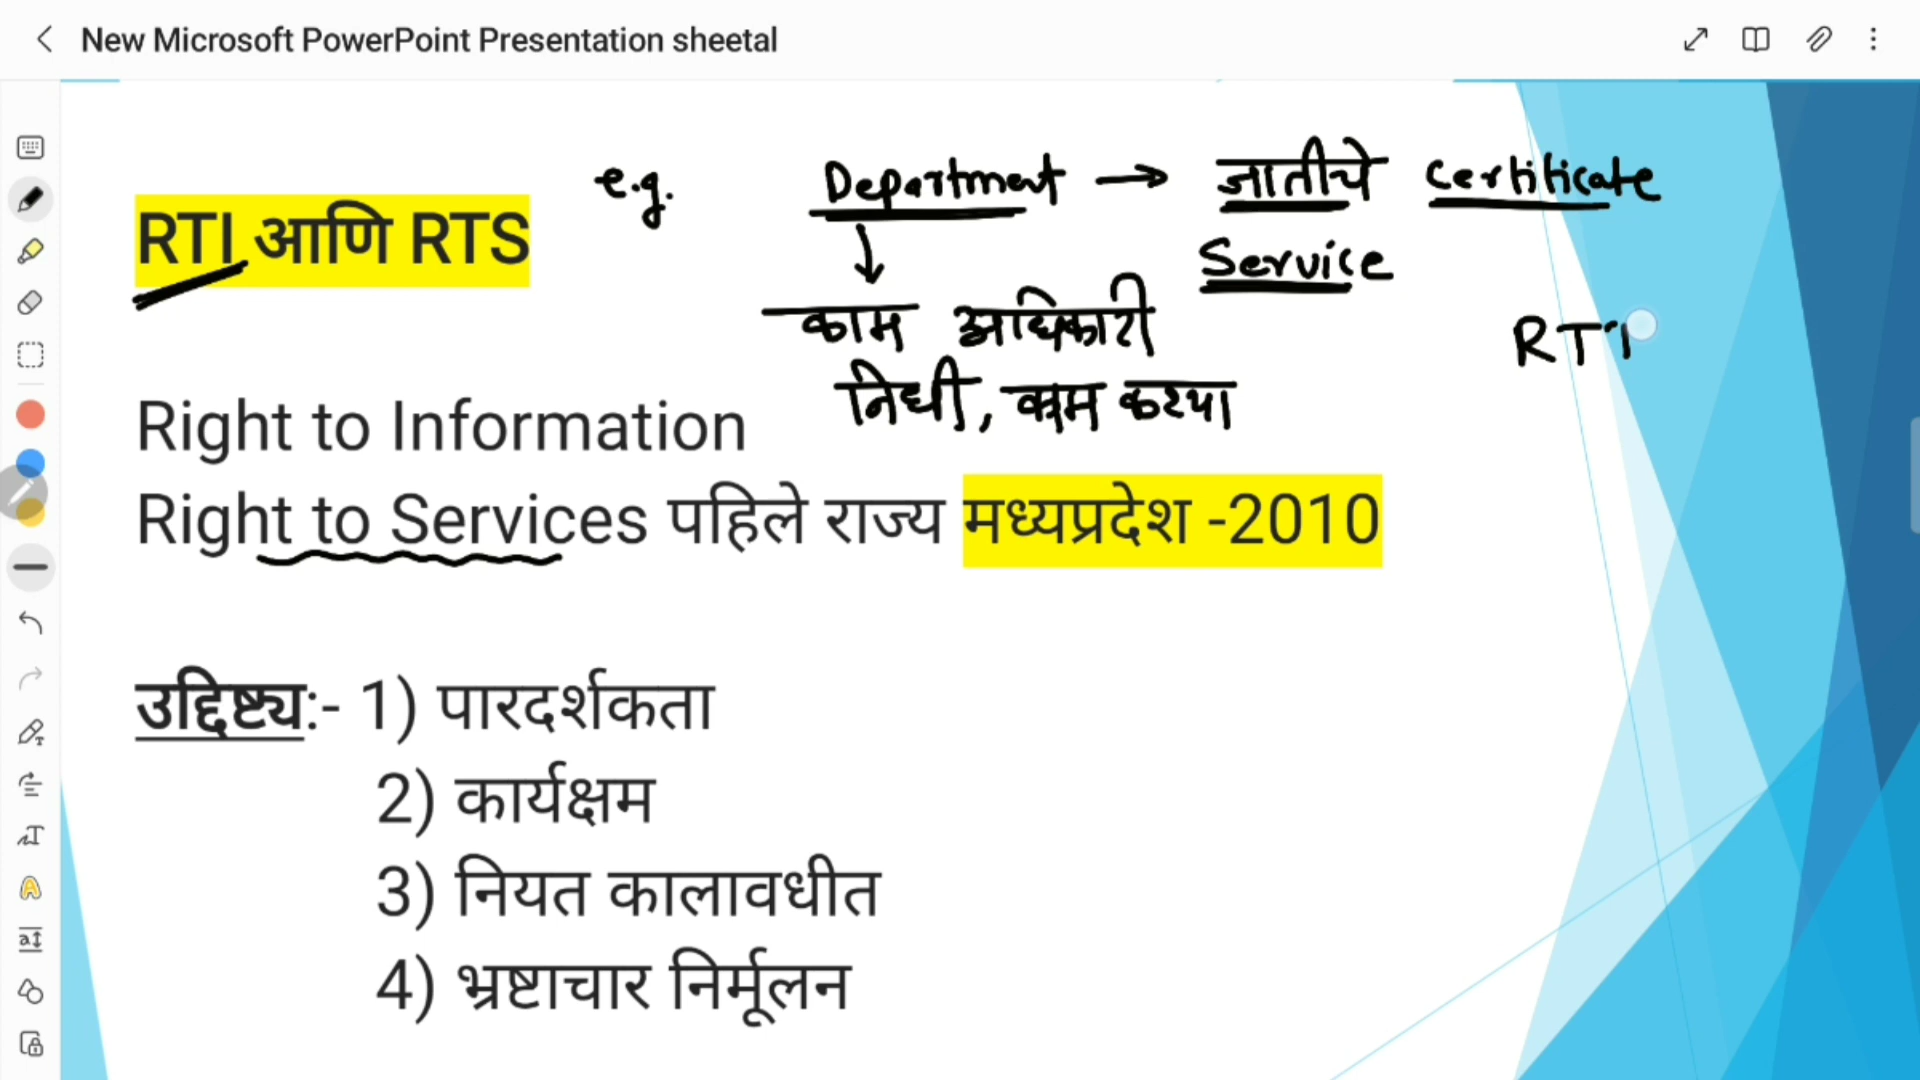 New Microsoft PowerPoint Presentation sheetal
e.g. Department → जातीचे Certificate
RTI आणि RTS
Service
काम अधिकारी
RTI
निधी, काम करया
Right to Information
Right to Services पहिले राज्य मध्यप्रदेश -2010
उद्दिष्ट्य:- 1) पारदर्शकता
2) कार्यक्षम
3) नियत कालावधीत
4) भ्रष्टाचार निर्मूलन